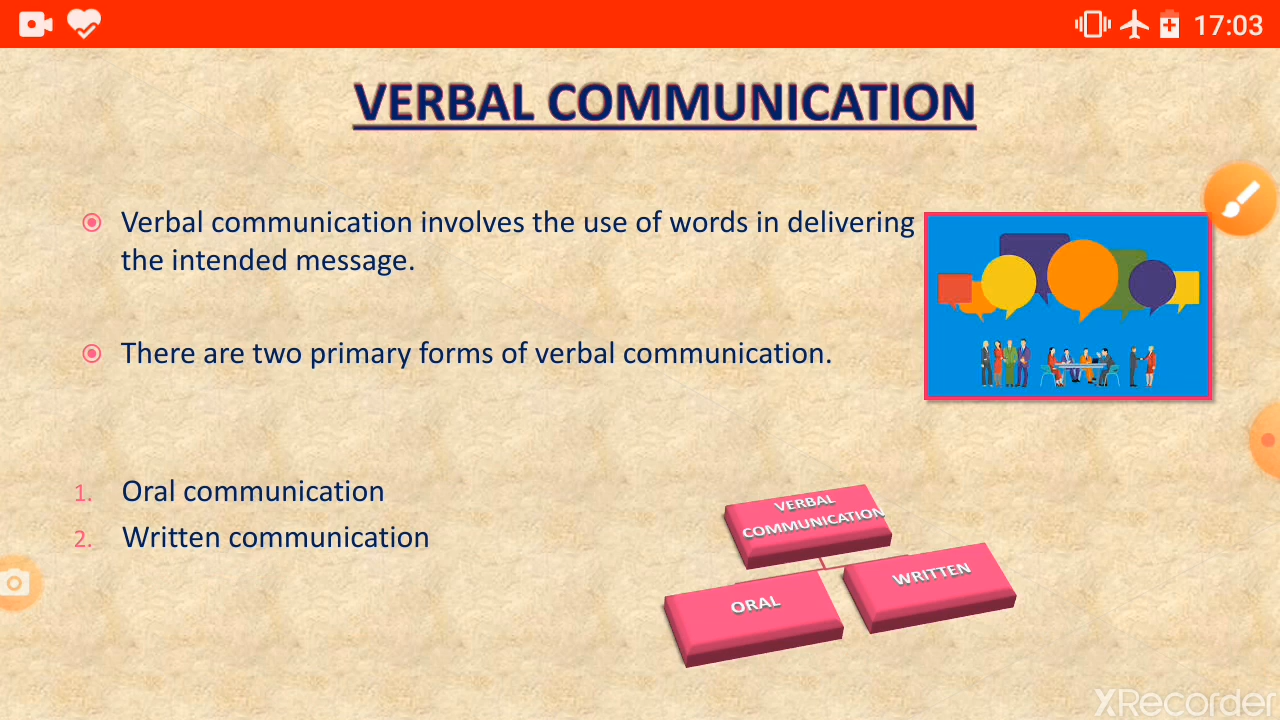 17:03
VERBAL COMMUNICATION
Verbal communication involves the use of words in delivering
the intended message.
There are two primary forms of verbal communication.
1. Oral communication
2. Written communication
VERBAL
COMMUNICATION
ORAL
WRITTEN
XRecorder